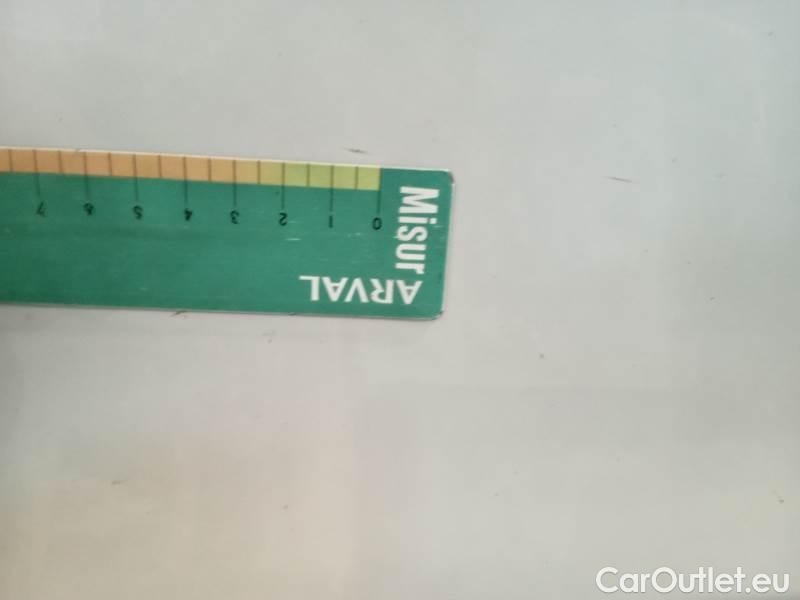 7 6 5 4 3 2 1 0
Misur
ARVAL
CarOutlet.eu